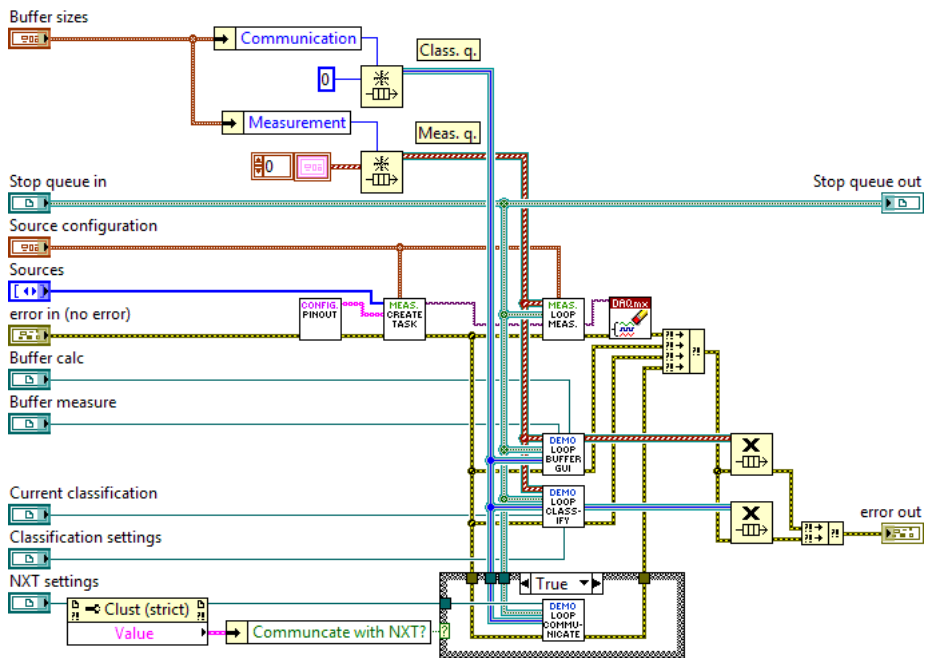 Buffer sizes
Communication
Class. q.
0
Measurement
Meas. q.
0
Stop queue in
Stop queue out
Source configuration
Sources
error in (no error)
CONFIG.
PINOUT
MEAS.
CREATE
TASK
MEAS.
LOOP
MEAS.
DAQmx
Buffer calc
Buffer measure
DEMO
LOOP
BUFFER
GUI
Current classification
DEMO
LOOP
CLASS-
IFY
error out
Classification settings
NXT settings
True
Clust (strict)
Value
Communcate with NXT?
?
DEMO
LOOP
COMMU-
NICATE